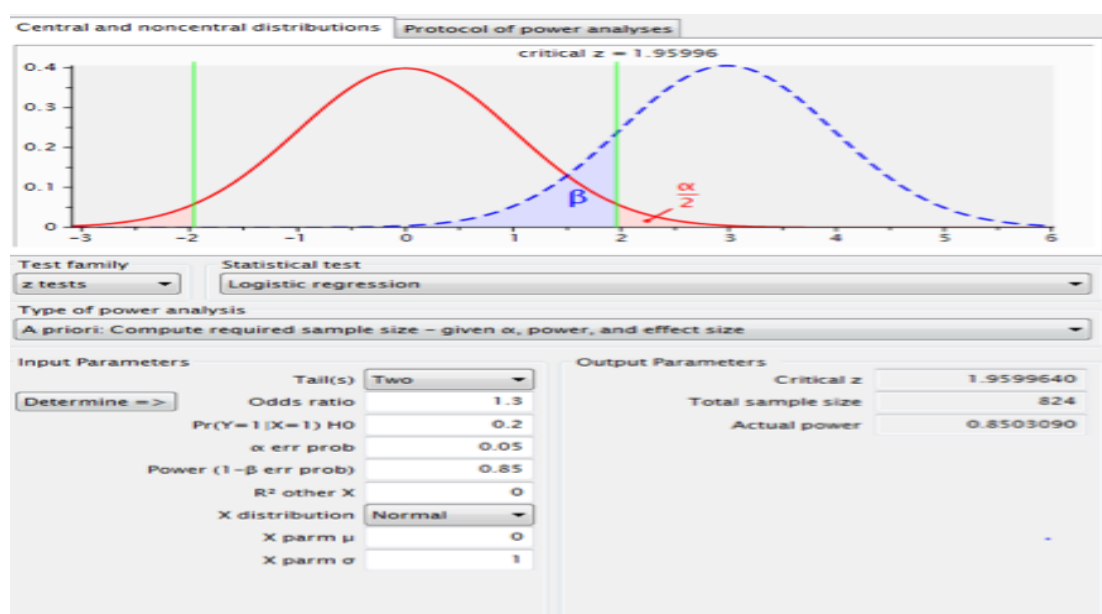 Central and noncentral distributions Protocol of power analyses
critical z = 1.95996
0.4
0.3
0.2
0.1
0
β
α
2
-3 -2 -1 0 1 2 3 4 5 6
Test family Statistical test
z tests Logistic regression
Type of power analysis
A priori: Compute required sample size – given α, power, and effect size
Input Parameters Output Parameters
Tail(s) Two Critical z 1.9599640
Determine => Odds ratio 1.3 Total sample size 824
Pr(Y=1|X=1) H0 0.2 Actual power 0.8503090
α err prob 0.05
Power (1-β err prob) 0.85
R² other X 0
X distribution Normal
X parm μ 0
X parm σ 1